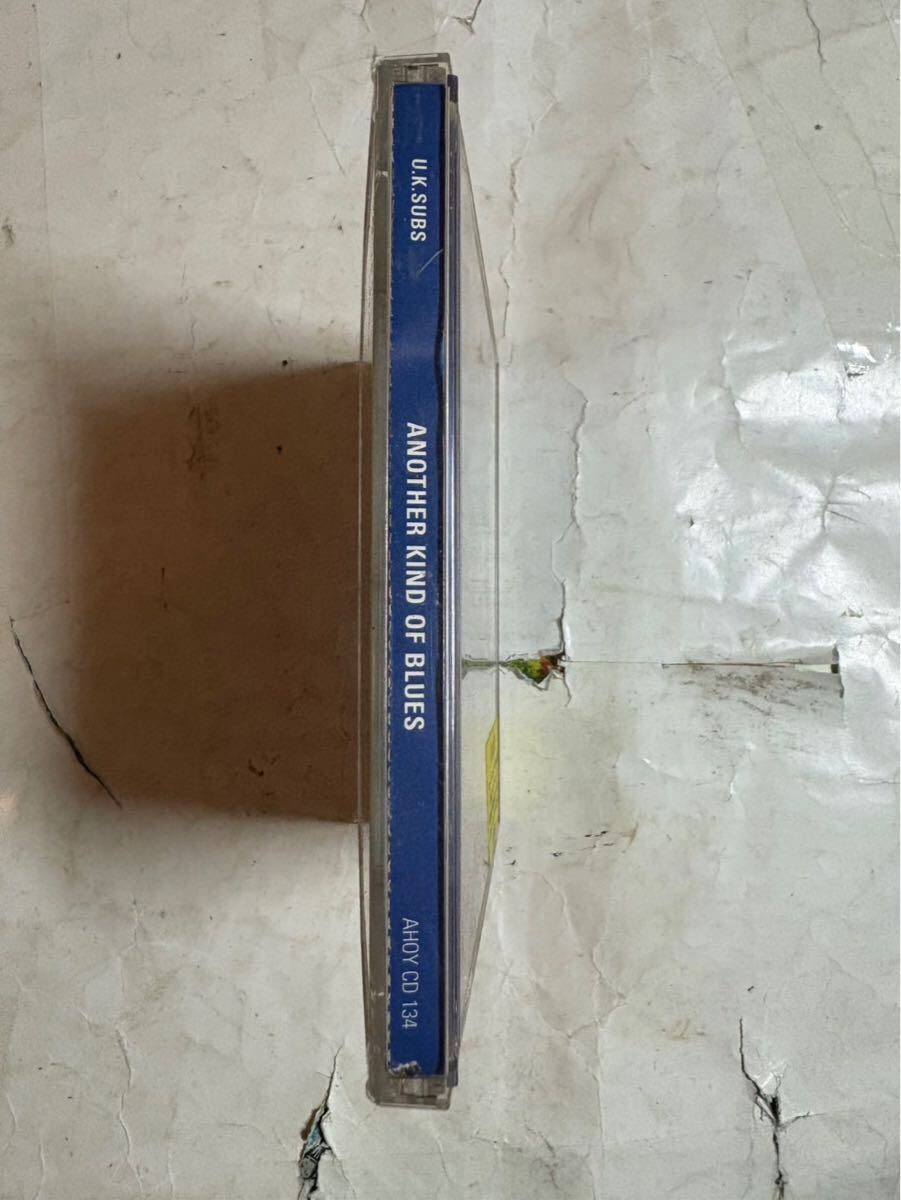 U.K.SUBS
ANOTHER KIND OF BLUES
AHOY CD 134